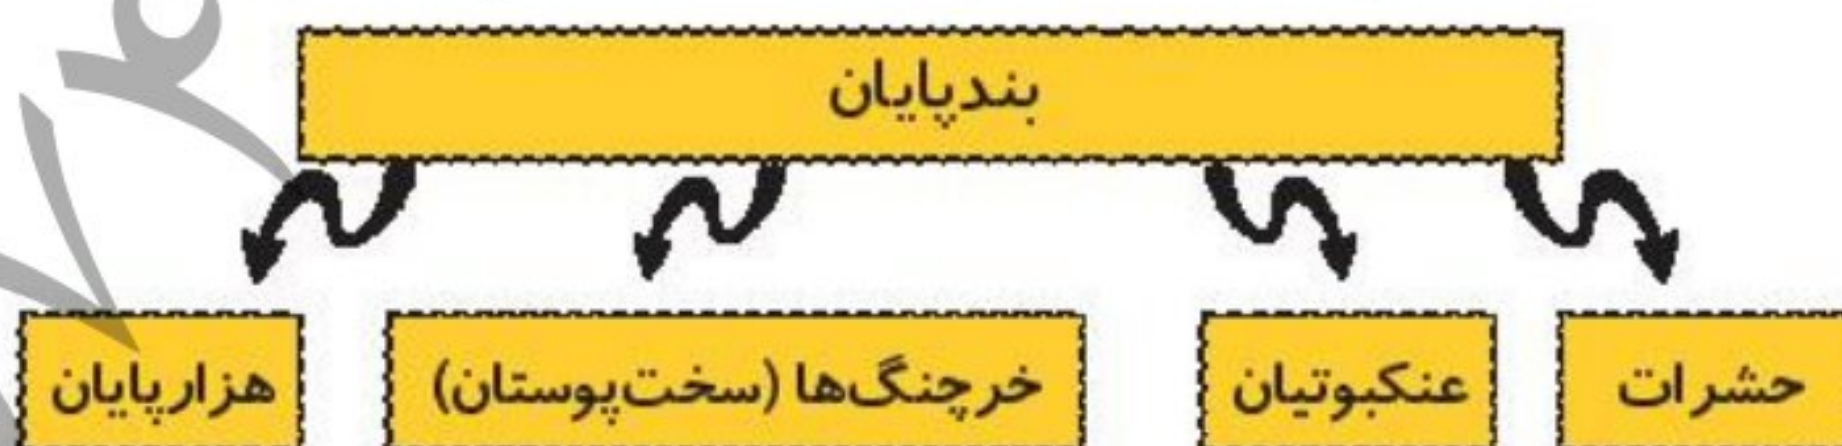 بندپایان
حشرات
عنکبوتیان
خرچنگ‌ها (سخت‌پوستان)
هزارپایان